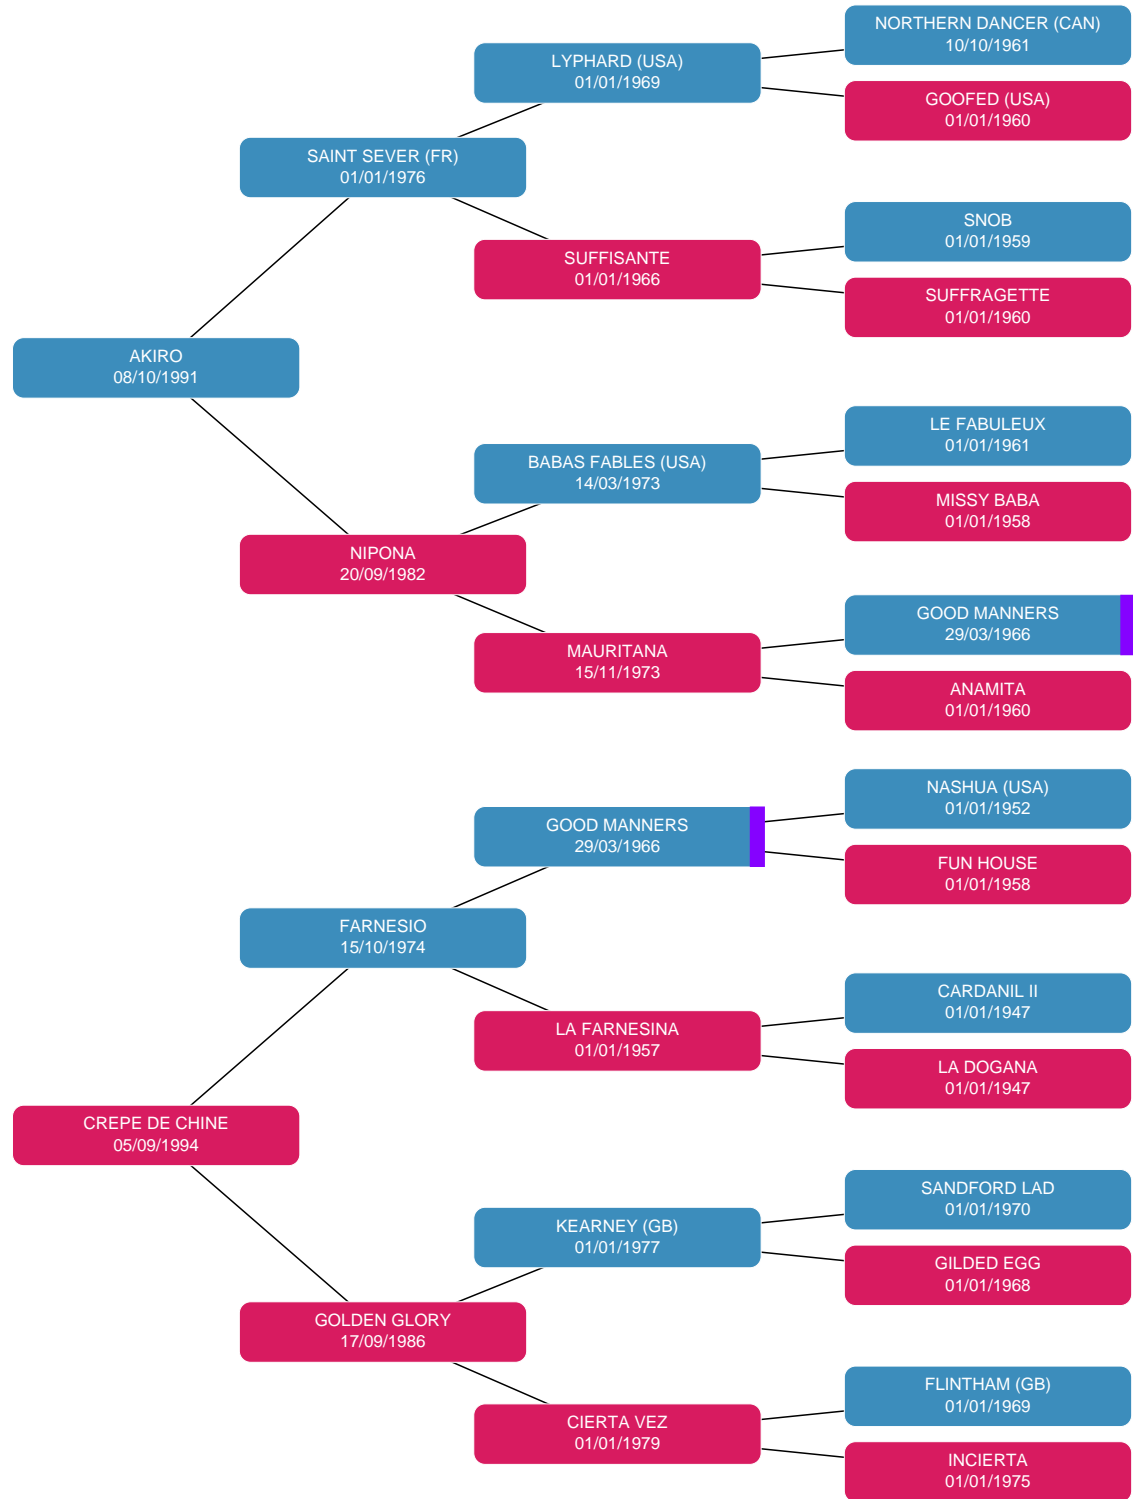 NORTHERN DANCER (CAN)
10/10/1961
LYPHARD (USA)
01/01/1969
GOOFED (USA)
01/01/1960
SAINT SEVER (FR)
01/01/1976
SNOB
01/01/1959
SUFFISANTE
01/01/1966
SUFFRAGETTE
01/01/1960
AKIRO
08/10/1991
LE FABULEUX
01/01/1961
BABAS FABLES (USA)
14/03/1973
MISSY BABA
01/01/1958
NIPONA
20/09/1982
GOOD MANNERS
29/03/1966
MAURITANA
15/11/1973
ANAMITA
01/01/1960
NASHUA (USA)
01/01/1952
GOOD MANNERS
29/03/1966
FUN HOUSE
01/01/1958
FARNESIO
15/10/1974
CARDANIL II
01/01/1947
LA FARNESINA
01/01/1957
LA DOGANA
01/01/1947
CREPE DE CHINE
05/09/1994
SANDFORD LAD
01/01/1970
KEARNEY (GB)
01/01/1977
GILDED EGG
01/01/1968
GOLDEN GLORY
17/09/1986
FLINTHAM (GB)
01/01/1969
CIERTA VEZ
01/01/1979
INCIERTA
01/01/1975